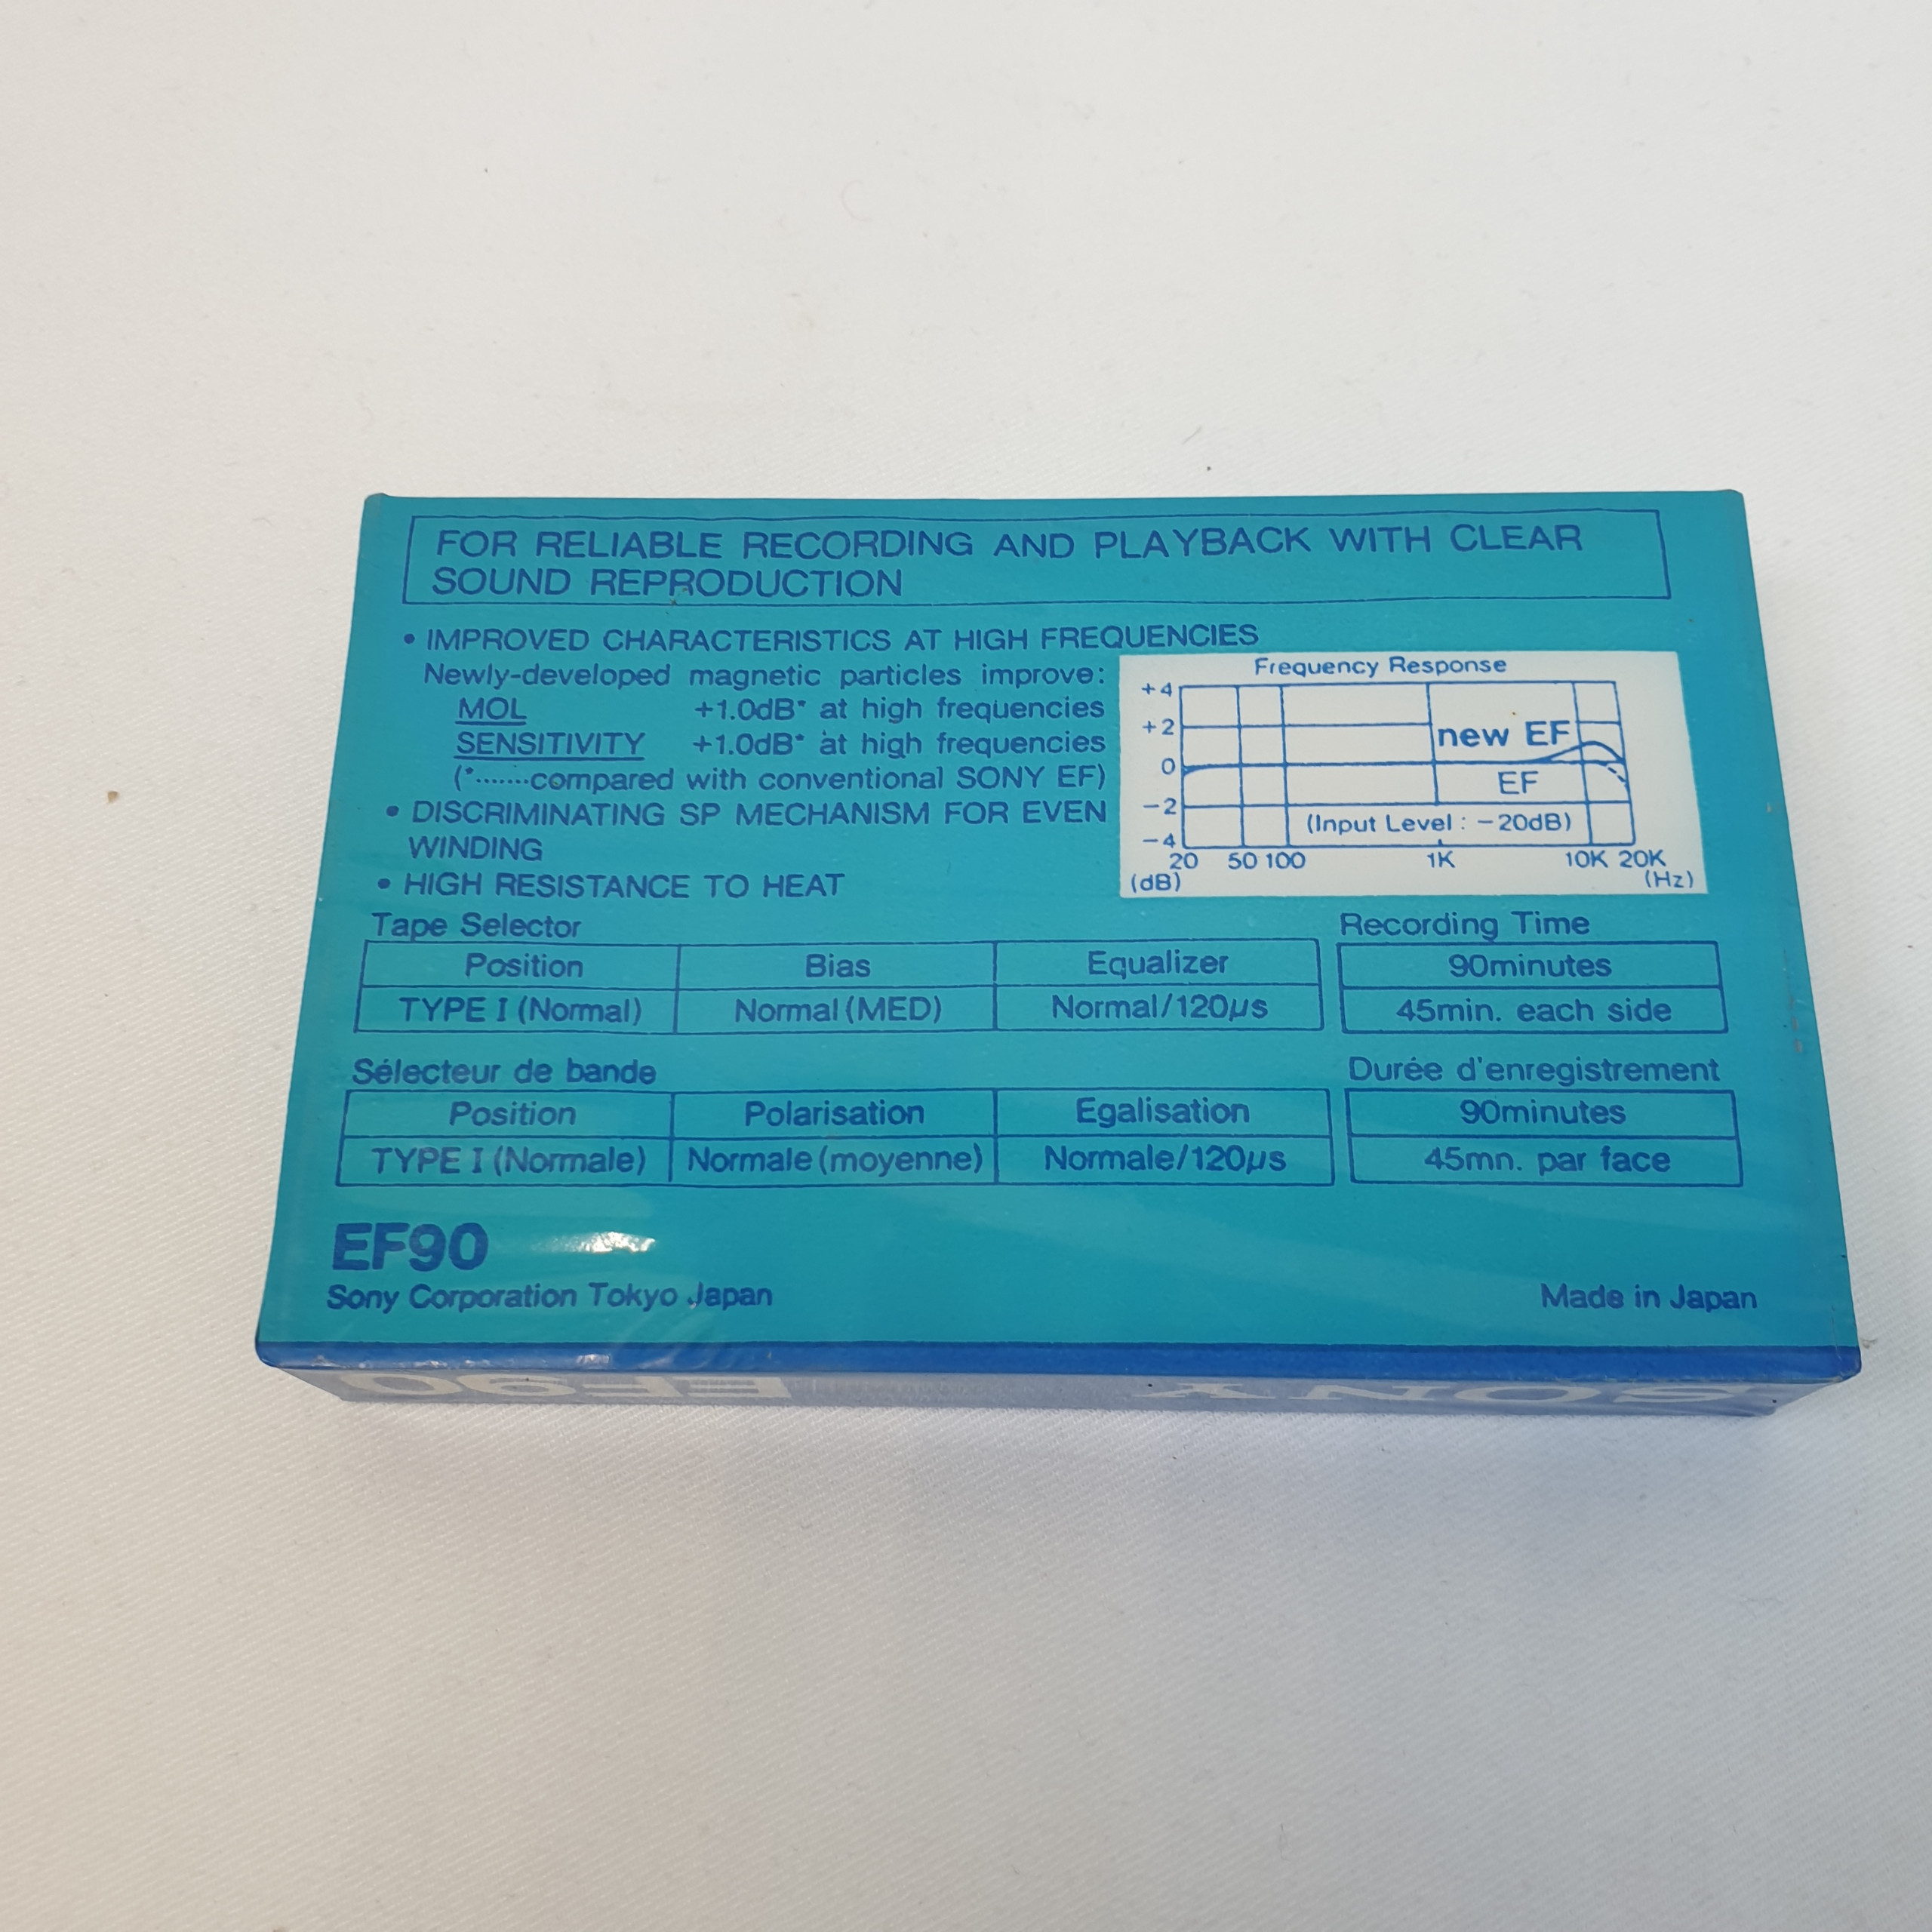 FOR RELIABLE RECORDING AND PLAYBACK WITH CLEAR
SOUND REPRODUCTION
• IMPROVED CHARACTERISTICS AT HIGH FREQUENCIES
Newly-developed magnetic particles improve:
MOL +1.0dB* at high frequencies
SENSITIVITY +1.0dB* at high frequencies
(*.......compared with conventional SONY EF)
• DISCRIMINATING SP MECHANISM FOR EVEN
WINDING
• HIGH RESISTANCE TO HEAT
Frequency Response
+4
+2
new EF
0
EF
-2
(Input Level : -20dB)
-4
20 50 100 1K 10K 20K
(dB) (Hz)
Tape Selector
Position Bias Equalizer
TYPE I (Normal) Normal (MED) Normal/120μs
Recording Time
90minutes
45min. each side
Sélecteur de bande
Position Polarisation Egalisation
TYPE I (Normale) Normale (moyenne) Normale/120μs
Durée d'enregistrement
90minutes
45mn. par face
EF90
Sony Corporation Tokyo Japan
Made in Japan
SONY EF90